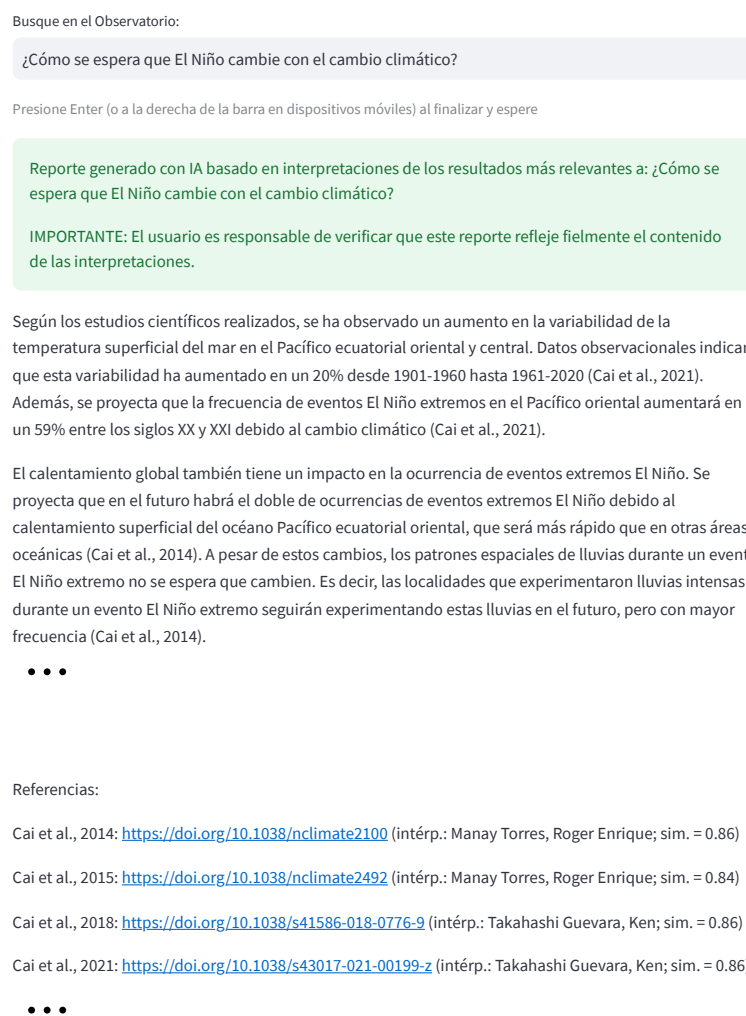 Busque en el Observatorio:
¿Cómo se espera que El Niño cambie con el cambio climático?
Presione Enter (o a la derecha de la barra en dispositivos móviles) al finalizar y espere
Reporte generado con IA basado en interpretaciones de los resultados más relevantes a: ¿Cómo se
espera que El Niño cambie con el cambio climático?
IMPORTANTE: El usuario es responsable de verificar que este reporte refleje fielmente el contenido
de las interpretaciones.
Según los estudios científicos realizados, se ha observado un aumento en la variabilidad de la
temperatura superficial del mar en el Pacífico ecuatorial oriental y central. Datos observacionales indican
que esta variabilidad ha aumentado en un 20% desde 1901-1960 hasta 1961-2020 (Cai et al., 2021).
Además, se proyecta que la frecuencia de eventos El Niño extremos en el Pacífico oriental aumentará en
un 59% entre los siglos XX y XXI debido al cambio climático (Cai et al., 2021).
El calentamiento global también tiene un impacto en la ocurrencia de eventos extremos El Niño. Se
proyecta que en el futuro habrá el doble de ocurrencias de eventos extremos El Niño debido al
calentamiento superficial del océano Pacífico ecuatorial oriental, que será más rápido que en otras áreas
oceánicas (Cai et al., 2014). A pesar de estos cambios, los patrones espaciales de lluvias durante un event
El Niño extremo no se espera que cambien. Es decir, las localidades que experimentaron lluvias intensas
durante un evento El Niño extremo seguirán experimentando estas lluvias en el futuro, pero con mayor
frecuencia (Cai et al., 2014).
• • •
Referencias:
Cai et al., 2014: https://doi.org/10.1038/nclimate2100 (intérp.: Manay Torres, Roger Enrique; sim. = 0.86)
Cai et al., 2015: https://doi.org/10.1038/nclimate2492 (intérp.: Manay Torres, Roger Enrique; sim. = 0.84)
Cai et al., 2018: https://doi.org/10.1038/s41586-018-0776-9 (intérp.: Takahashi Guevara, Ken; sim. = 0.86)
Cai et al., 2021: https://doi.org/10.1038/s43017-021-00199-z (intérp.: Takahashi Guevara, Ken; sim. = 0.86
• • •